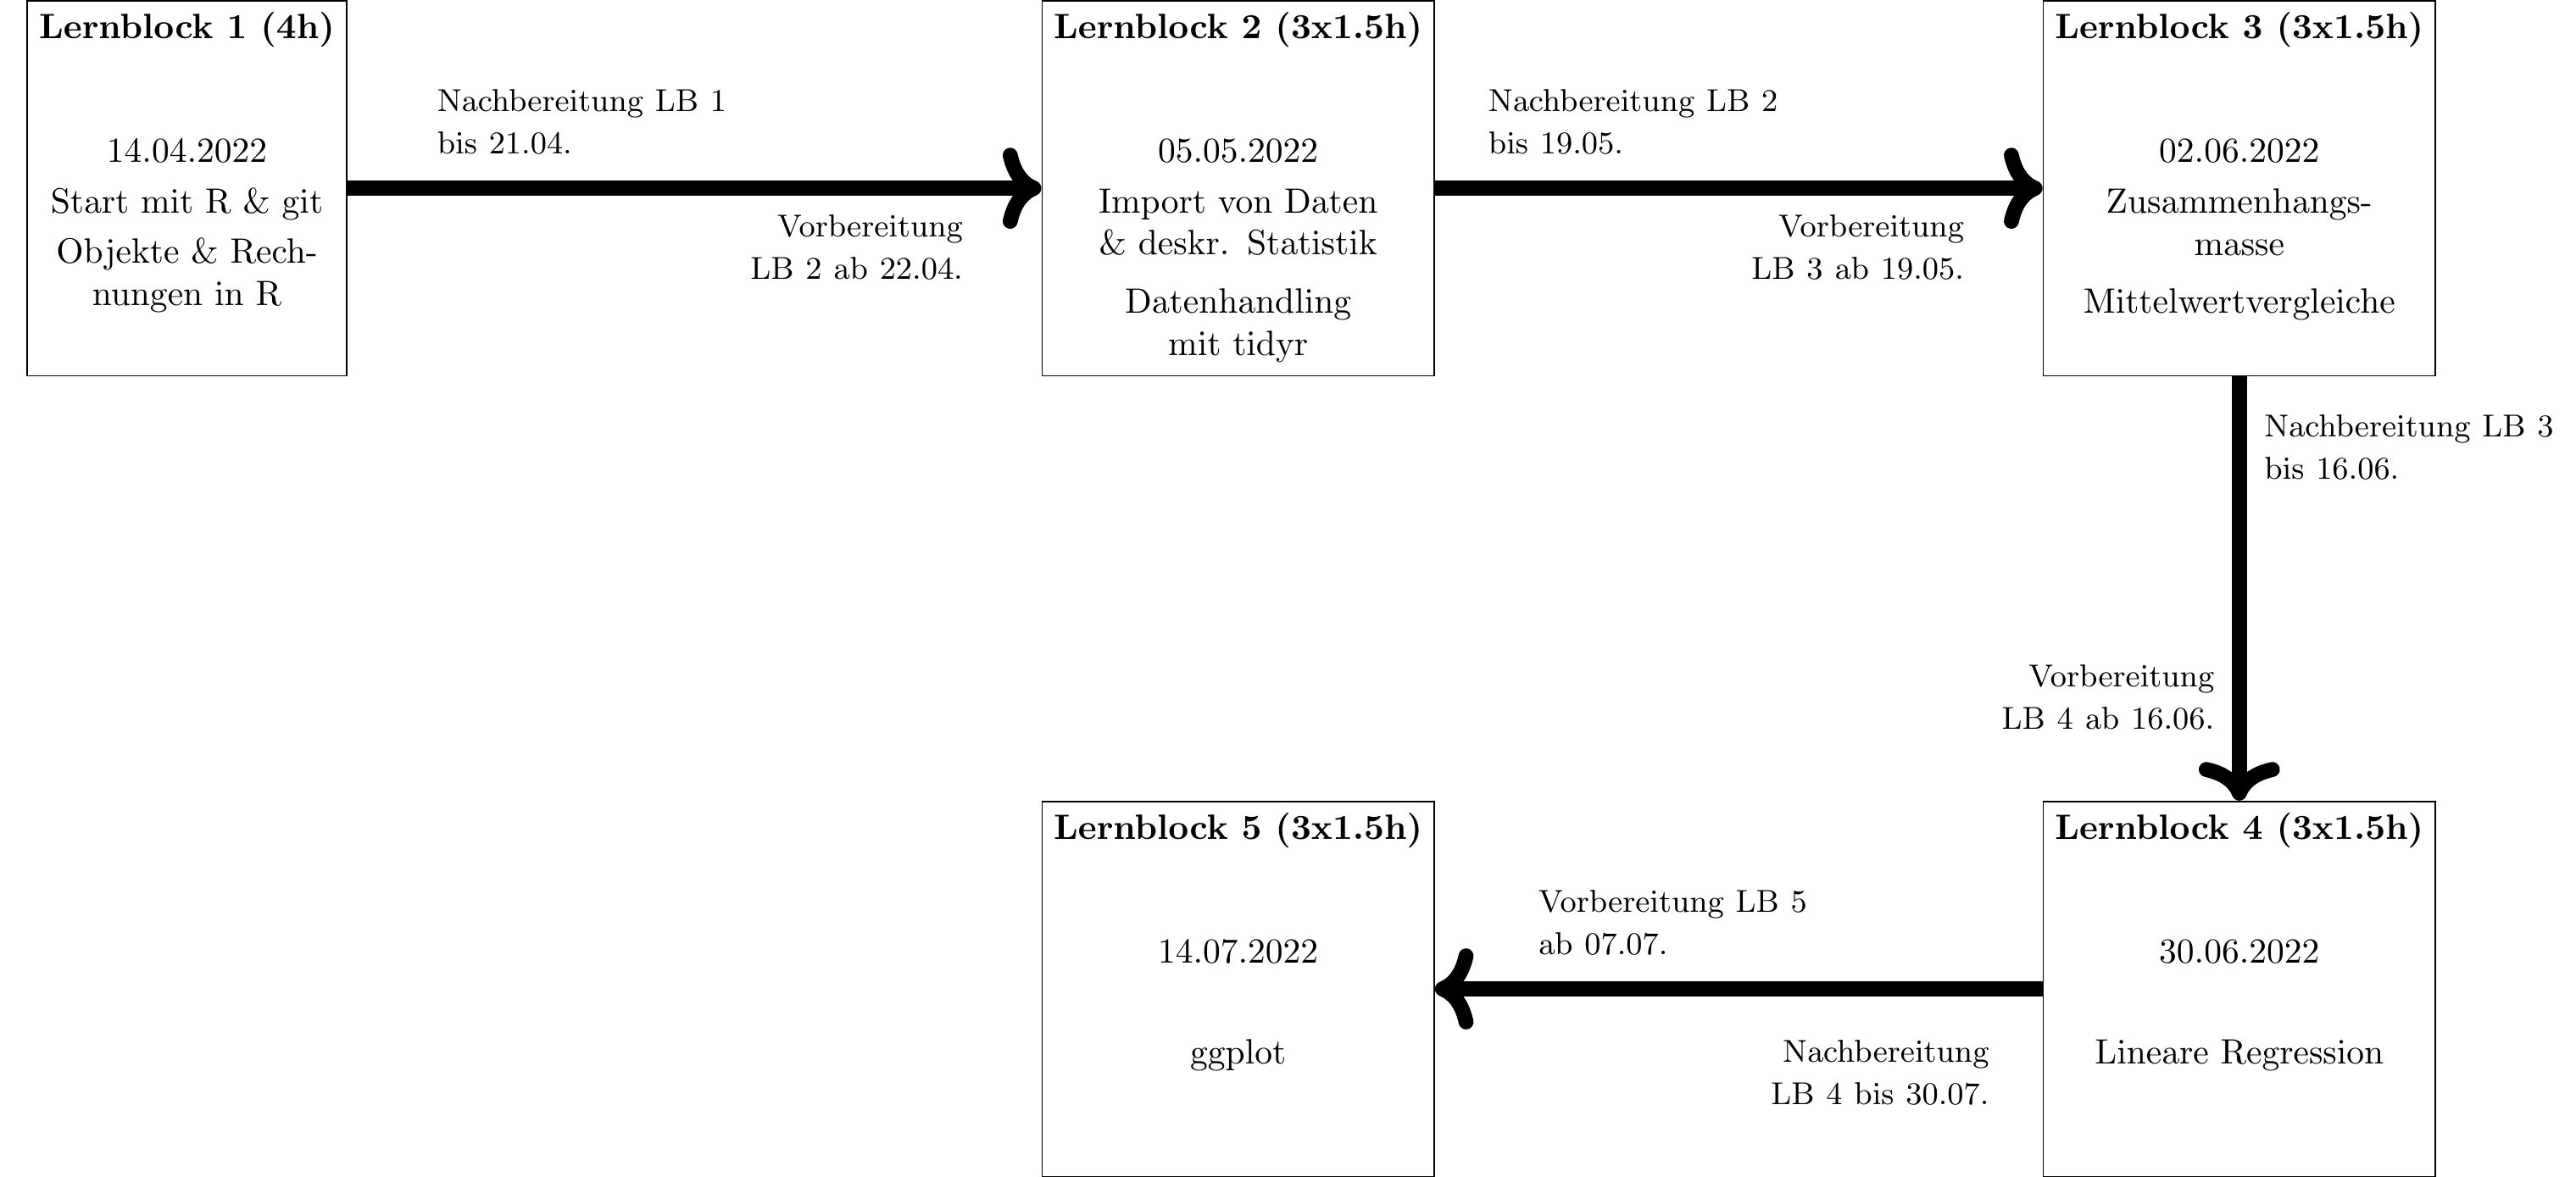 Lernblock 1 (4h)
14.04.2022
Start mit R & git
Objekte & Rech-
nungen in R
Nachbereitung LB 1
bis 21.04.
Vorbereitung
LB 2 ab 22.04.
Lernblock 2 (3x1.5h)
05.05.2022
Import von Daten
& deskr. Statistik
Datenhandling
mit tidyr
Nachbereitung LB 2
bis 19.05.
Vorbereitung
LB 3 ab 19.05.
Lernblock 3 (3x1.5h)
02.06.2022
Zusammenhangs-
masse
Mittelwertvergleiche
Nachbereitung LB 3
bis 16.06.
Vorbereitung
LB 4 ab 16.06.
Lernblock 4 (3x1.5h)
30.06.2022
Lineare Regression
Vorbereitung LB 5
ab 07.07.
Nachbereitung
LB 4 bis 30.07.
Lernblock 5 (3x1.5h)
14.07.2022
ggplot